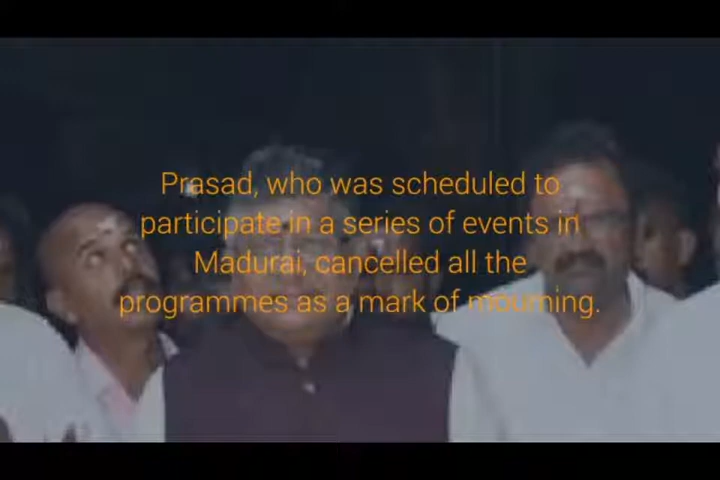 Prasad, who was scheduled to
participate in a series of events in
Madurai, cancelled all the
programmes as a mark of mourning.